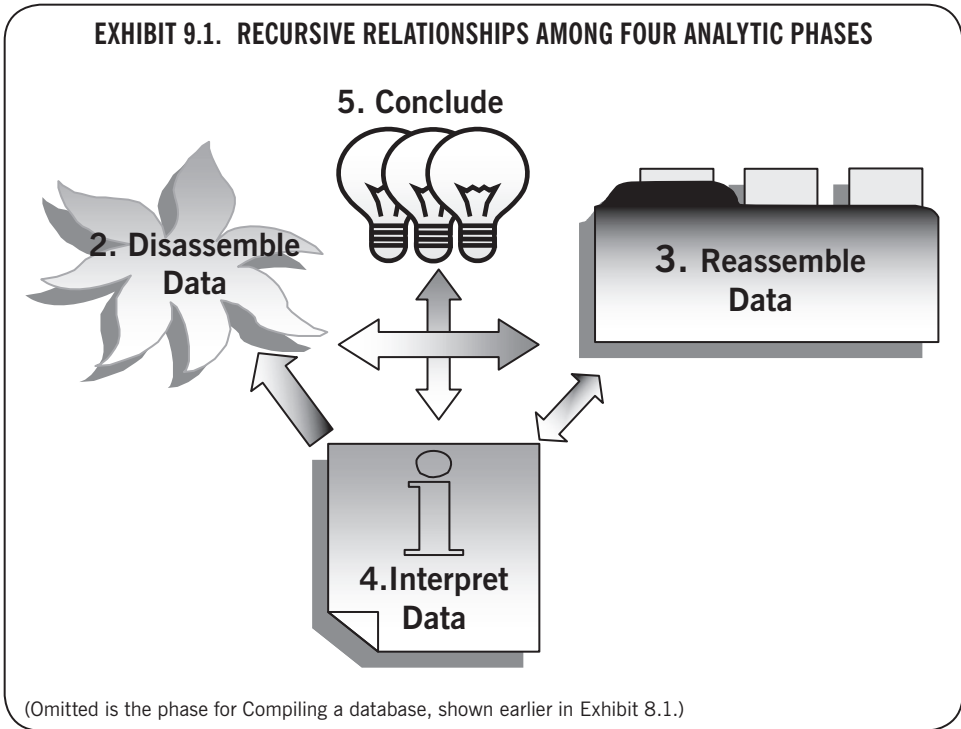 EXHIBIT 9.1. RECURSIVE RELATIONSHIPS AMONG FOUR ANALYTIC PHASES
5. Conclude
2. Disassemble
Data
3. Reassemble
Data
4.Interpret
Data
(Omitted is the phase for Compiling a database, shown earlier in Exhibit 8.1.)